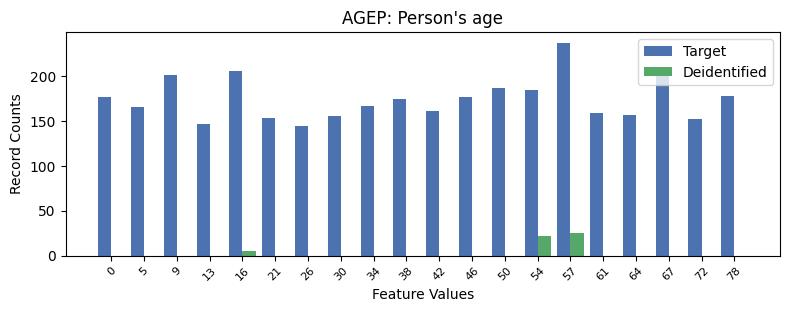 AGEP: Person's age
Target
Deidentified
Record Counts
200
150
100
50
0
0 5 9 13 16 21 26 30 34 38 42 46 50 54 57 61 64 67 72 78
Feature Values